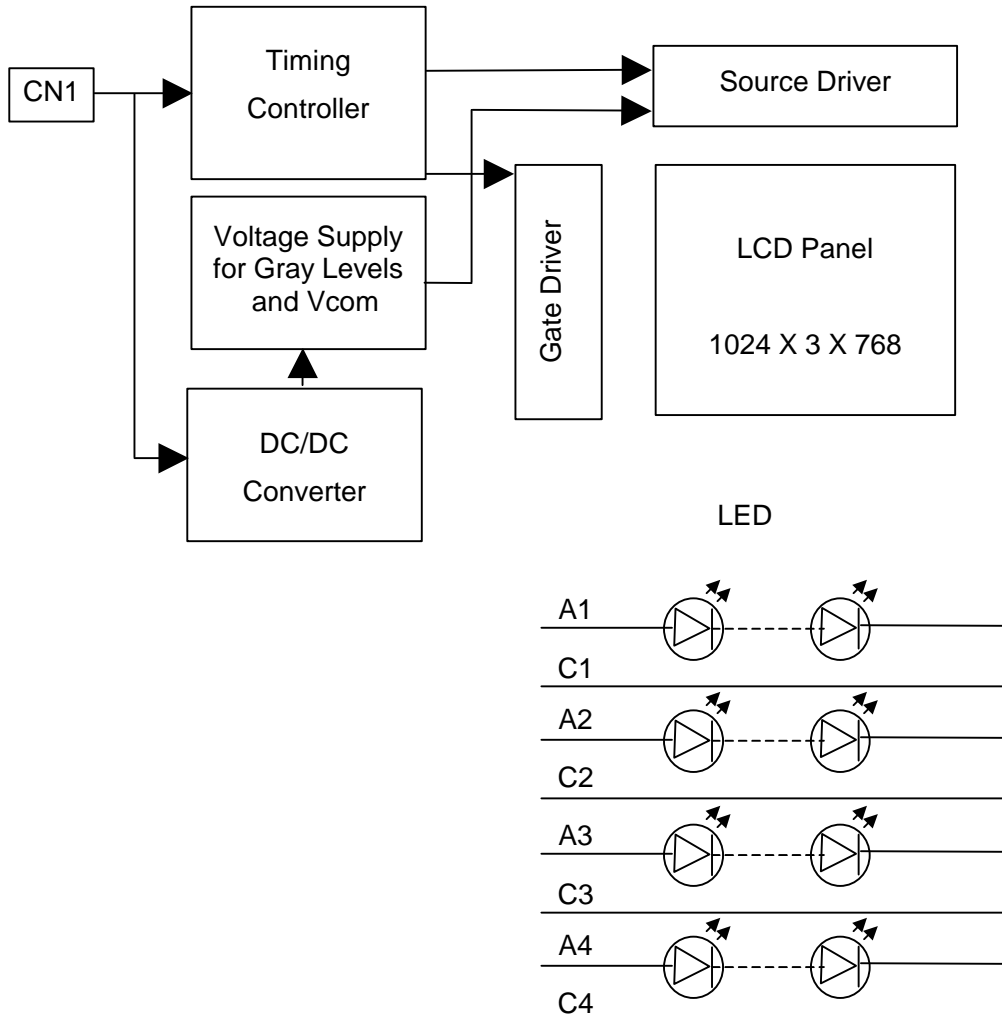 CN1
Timing
Controller
Source Driver
Voltage Supply
for Gray Levels
and Vcom
Gate Driver
LCD Panel
1024 X 3 X 768
DC/DC
Converter
LED
A1
C1
A2
C2
A3
C3
A4
C4